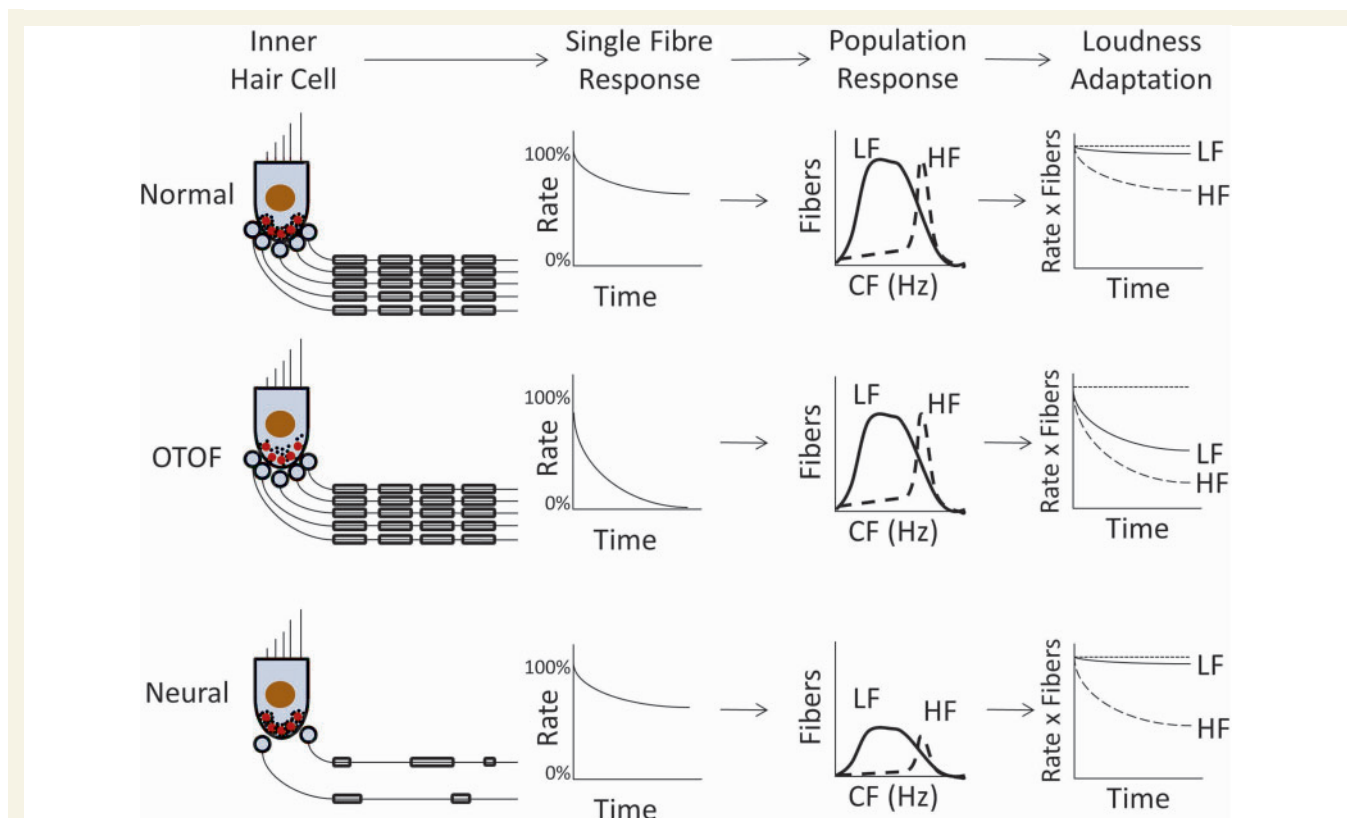 Inner
Hair Cell
Single Fibre
Response
Population
Response
Loudness
Adaptation
Normal
100%
Rate
0%
Time
LF
HF
Fibers
CF (Hz)
LF
HF
Rate x Fibers
Time
OTOF
100%
Rate
0%
Time
LF
HF
Fibers
CF (Hz)
LF
HF
Rate x Fibers
Time
Neural
100%
Rate
0%
Time
LF
HF
Fibers
CF (Hz)
LF
HF
Rate x Fibers
Time